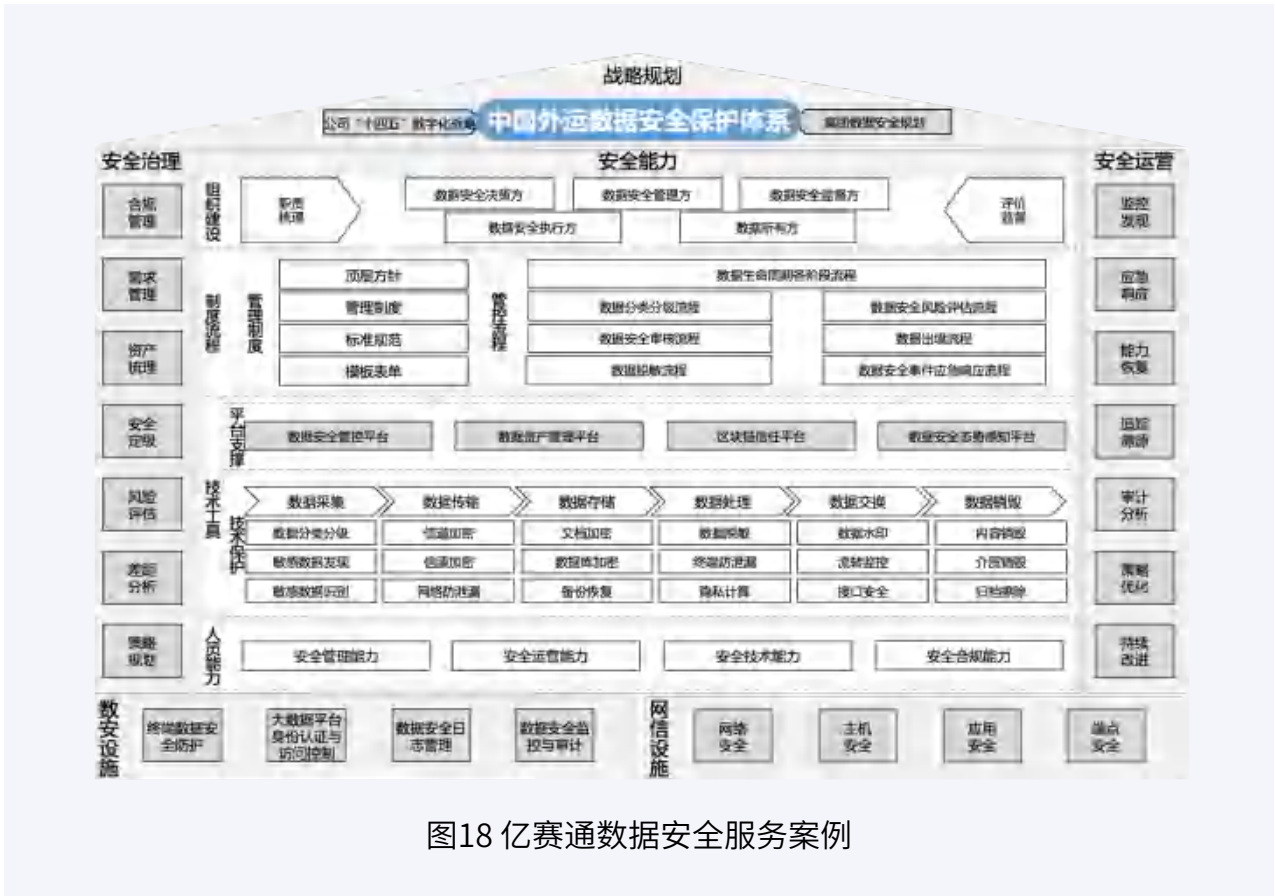 战略规划
公司“十四五”数字化战略
中国外运数据安全保护体系
集团数据安全规划
安全治理
安全能力
安全运营
合规
管理
需求
管理
资产
梳理
安全
定级
风险
评估
差距
分析
策略
规划
组织建设
职责
梳理
数据安全决策方
数据安全管理方
数据安全监督方
数据安全执行方
数据所有方
评价
监督
制度流程
管理制度
顶层方针
管理制度
标准规范
模板表单
管控流程
数据生命周期各阶段流程
数据分类分级流程
数据安全风险评估流程
数据安全审核流程
数据出境流程
数据脱敏流程
数据安全事件应急响应流程
平台支撑
数据安全管控平台
数据资产管理平台
区块链信任平台
数据安全态势感知平台
技术工具
技术保护
数据采集
数据传输
数据存储
数据处理
数据交换
数据销毁
数据分类分级
信道加密
文档加密
数据脱敏
数据水印
内容销毁
敏感数据发现
信源加密
数据库加密
终端防泄漏
流转监控
介质销毁
敏感数据识别
网络防泄漏
备份恢复
隐私计算
接口安全
归档删除
人员能力
安全管理能力
安全运营能力
安全技术能力
安全合规能力
监控
发现
应急
响应
能力
恢复
追踪
溯源
审计
分析
策略
优化
持续
改进
数安设施
终端数据安
全防护
大数据平台
身份认证与
访问控制
数据安全日
志管理
数据安全监
控与审计
网信设施
网络
安全
主机
安全
应用
安全
端点
安全
图18 亿赛通数据安全服务案例